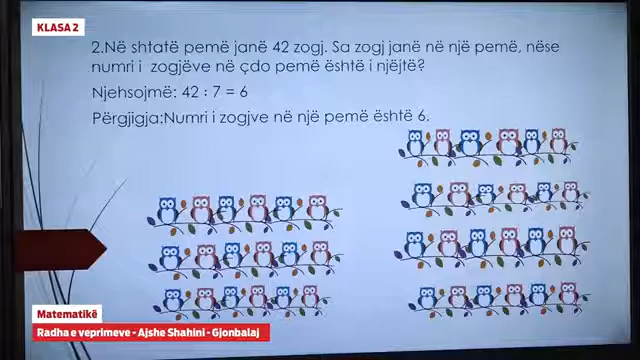 KLASA 2
2.Në shtatë pemë janë 42 zogj. Sa zogj janë në një pemë, nëse
numri i zogjëve në çdo pemë është i njëjtë?
Njehsojmë: 42 : 7 = 6
Përgjigja:Numri i zogjve në një pemë është 6.
Matematikë
Radha e veprimeve - Ajshe Shahini - Gjonbalaj